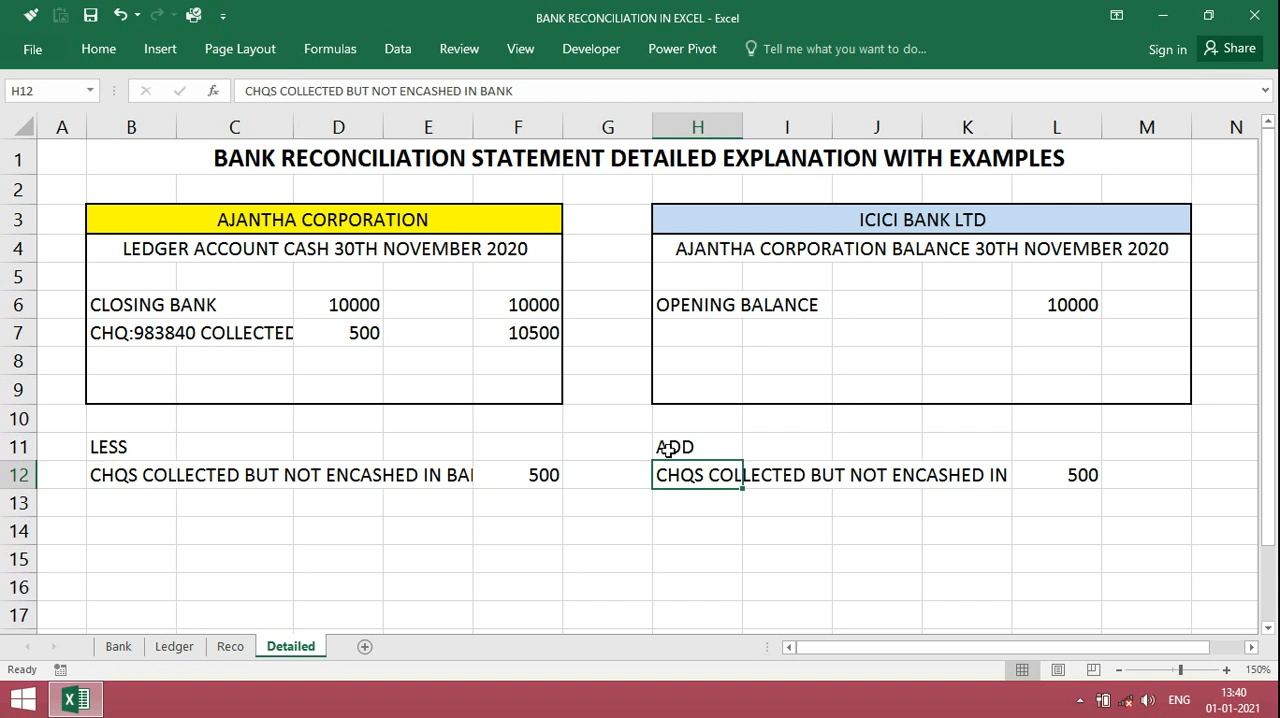 BANK RECONCILIATION IN EXCEL - Excel
File Home Insert Page Layout Formulas Data Review View Developer Power Pivot Tell me what you want to do... Sign in Share
H12 fx CHQS COLLECTED BUT NOT ENCASHED IN BANK
A B C D E F G H I J K L M N
1 BANK RECONCILIATION STATEMENT DETAILED EXPLANATION WITH EXAMPLES
2
3 AJANTHA CORPORATION ICICI BANK LTD
4 LEDGER ACCOUNT CASH 30TH NOVEMBER 2020 AJANTHA CORPORATION BALANCE 30TH NOVEMBER 2020
5
6 CLOSING BANK 10000 10000 OPENING BALANCE 10000
7 CHQ:983840 COLLECTED 500 10500
8
9
10
11 LESS ADD
12 CHQS COLLECTED BUT NOT ENCASHED IN BAI 500 CHQS COLLECTED BUT NOT ENCASHED IN 500
13
14
15
16
17
Bank Ledger Reco Detailed
Ready 150%
ENG 13:40
01-01-2021